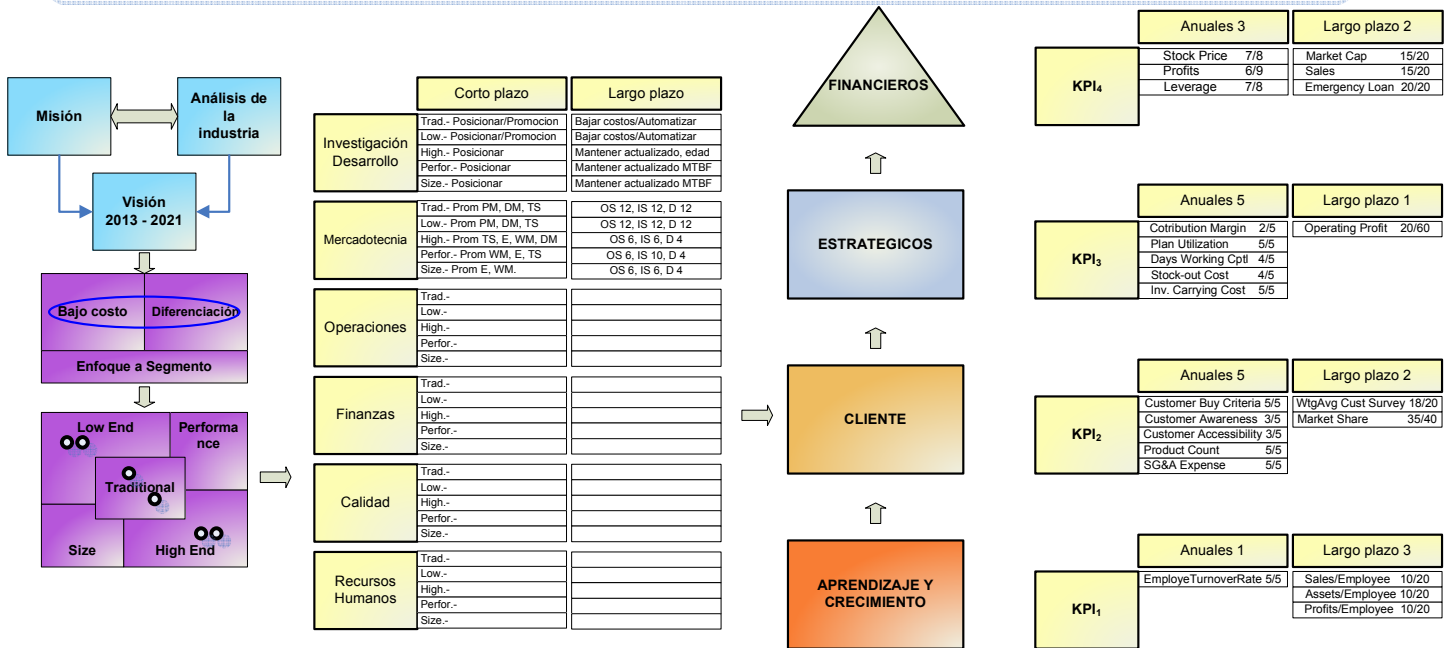 Misión
Análisis de
la
industria
Visión
2013 - 2021
Bajo costo
Diferenciación
Enfoque a Segmento
Low End
Performa
nce
Traditional
Size
High End
Corto plazo
Largo plazo
Investigación
Desarrollo
Trad.- Posicionar/Promocion
Bajar costos/Automatizar
Low.- Posicionar/Promocion
Bajar costos/Automatizar
High.- Posicionar
Mantener actualizado, edad
Perfor.- Posicionar
Mantener actualizado MTBF
Size.- Posicionar
Mantener actualizado MTBF
Mercadotecnia
Trad.- Prom PM, DM, TS
OS 12, IS 12, D 12
Low.- Prom PM, DM, TS
OS 12, IS 12, D 12
High.- Prom TS, E, WM, DM
OS 6, IS 6, D 4
Perfor.- Prom WM, E, TS
OS 6, IS 10, D 4
Size.- Prom E, WM.
OS 6, IS 6, D 4
Operaciones
Trad.-
Low.-
High.-
Perfor.-
Size.-
Finanzas
Trad.-
Low.-
High.-
Perfor.-
Size.-
Calidad
Trad.-
Low.-
High.-
Perfor.-
Size.-
Recursos
Humanos
Trad.-
Low.-
High.-
Perfor.-
Size.-
FINANCIEROS
ESTRATEGICOS
CLIENTE
APRENDIZAJE Y
CRECIMIENTO
KPI₄
Anuales 3
Stock Price 7/8
Profits 6/9
Leverage 7/8
Largo plazo 2
Market Cap 15/20
Sales 15/20
Emergency Loan 20/20
KPI₃
Anuales 5
Cotribution Margin 2/5
Plan Utilization 5/5
Days Working Cptl 4/5
Stock-out Cost 4/5
Inv. Carrying Cost 5/5
Largo plazo 1
Operating Profit 20/60
KPI₂
Anuales 5
Customer Buy Criteria 5/5
Customer Awareness 3/5
Customer Accessibility 3/5
Product Count 5/5
SG&A Expense 5/5
Largo plazo 2
WtgAvg Cust Survey 18/20
Market Share 35/40
KPI₁
Anuales 1
EmployeTurnoverRate 5/5
Largo plazo 3
Sales/Employee 10/20
Assets/Employee 10/20
Profits/Employee 10/20